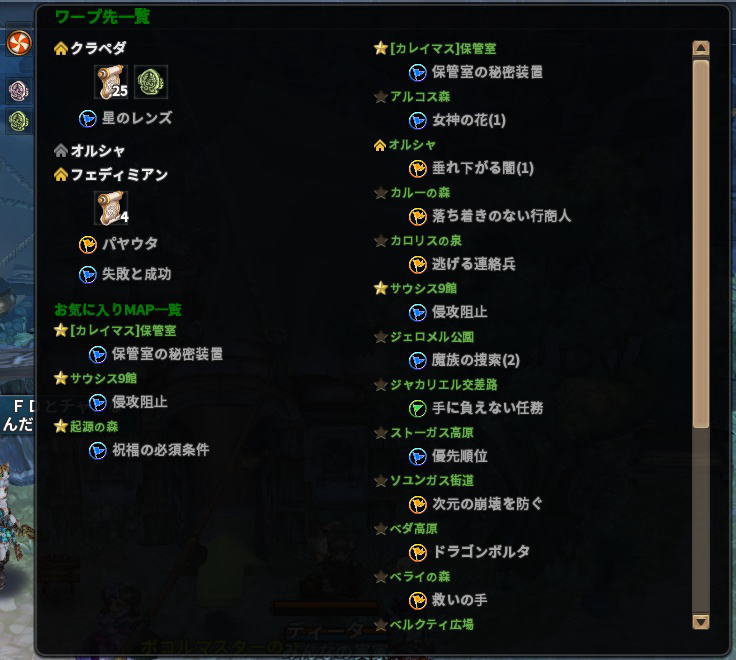 ワープ先一覧
クラペダ
25
星のレンズ
オルシャ
フェディミアン
4
パヤウタ
失敗と成功
お気に入りMAP一覧
[カレイマス]保管室
保管室の秘密装置
サウシス9館
侵攻阻止
起源の森
祝福の必須条件
[カレイマス]保管室
保管室の秘密装置
アルコス森
女神の花(1)
オルシャ
垂れ下がる闇(1)
カルーの森
落ち着きのない行商人
カロリスの泉
逃げる連絡兵
サウシス9館
侵攻阻止
ジェロメル公園
魔族の捜索(2)
ジャカリエル交差路
手に負えない任務
ストーガス高原
優先順位
ソユンガス街道
次元の崩壊を防ぐ
ベダ高原
ドラゴンボルタ
ベライの森
救いの手
ベルクティ広場
んだ
ティーダ